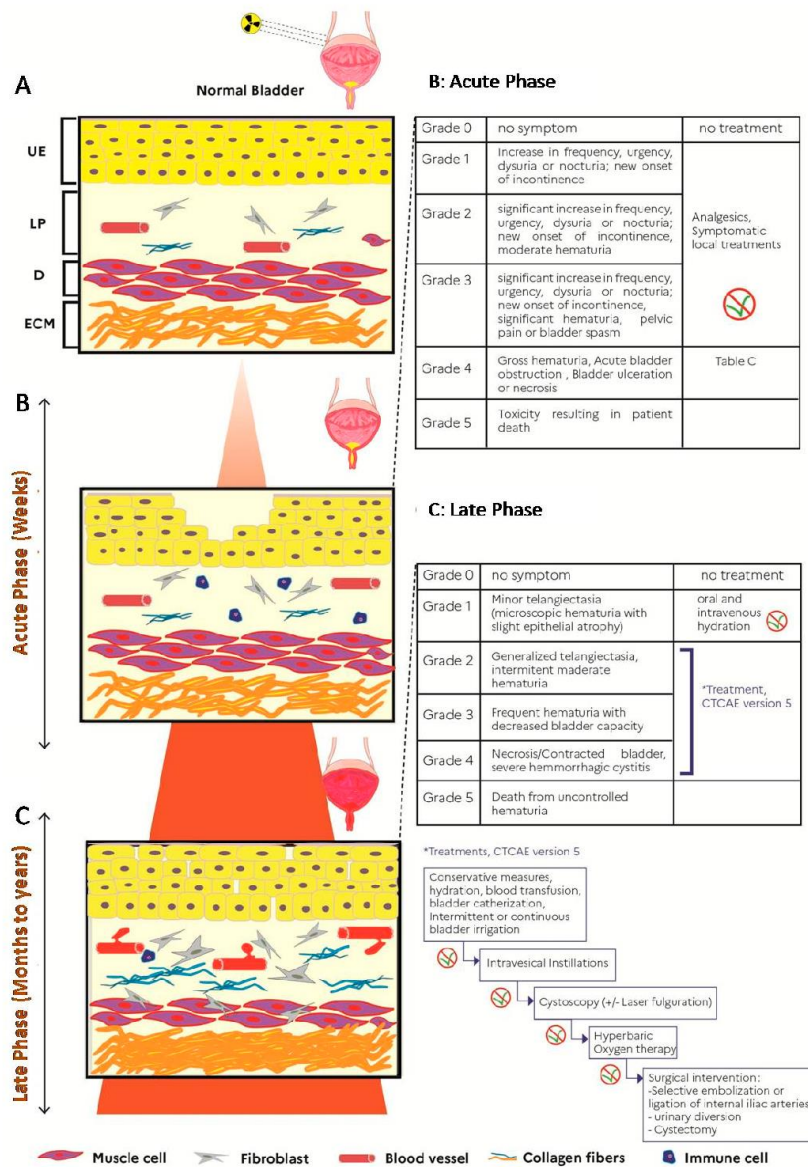 A
Normal Bladder
UE
LP
D
ECM
B
Acute Phase (Weeks)
C
Late Phase (Months to years)
B: Acute Phase
Grade 0
no symptom
no treatment
Grade 1
Increase in frequency, urgency,
dysuria or nocturia; new onset
of incontinence
Grade 2
significant increase in frequency,
urgency, dysuria or nocturia;
new onset of incontinence,
moderate hematuria
Grade 3
significant increase in frequency,
urgency, dysuria or nocturia;
new onset of incontinence,
significant hematuria, pelvic
pain or bladder spasm
Analgesics,
Symptomatic
local treatments
Grade 4
Gross hematuria, Acute bladder
obstruction , Bladder ulceration
or necrosis
Table C
Grade 5
Toxicity resulting in patient
death
C: Late Phase
Grade 0
no symptom
no treatment
Grade 1
Minor telangiectasia
(microscopic hematuria with
slight epithelial atrophy)
oral and
intravenous
hycration
Grade 2
Generalized telangiectasia,
intermitent maderate
hematuria
Grade 3
Frequent hematuria with
decreased bladder capacity
Grade 4
Necrosis/Contracted bladder,
severe hemmorrhagic cystitis
*Treatment,
CTCAE version 5
Grade 5
Death from uncontrolled
hematuria
*Treatments, CTCAE version 5
Conservative measures,
hydration, blood transfusion,
bladder catherization,
Intermittent or continuous
bladder irrigation
Intravesical Instillations
Cystoscopy (+/- Laser fulguration)
Hyperbaric
Oxygen therapy
Surgical intervention:
-Selective embolization or
ligation of internal iliac arteries
- urinary diversion
- Cystectomy
Muscle cell
Fibroblast
Blood vessel
Collagen fibers
Immune cell